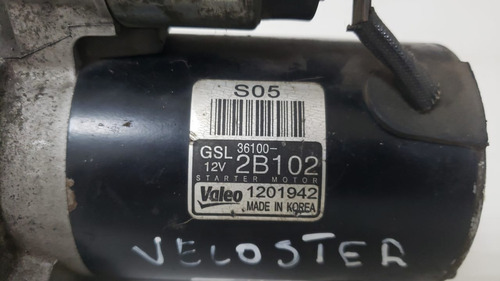 S05
GSL 36100-
12V 2B102
STARTER MOTOR
Valeo 1201942
MADE IN KOREA
VELOSTER